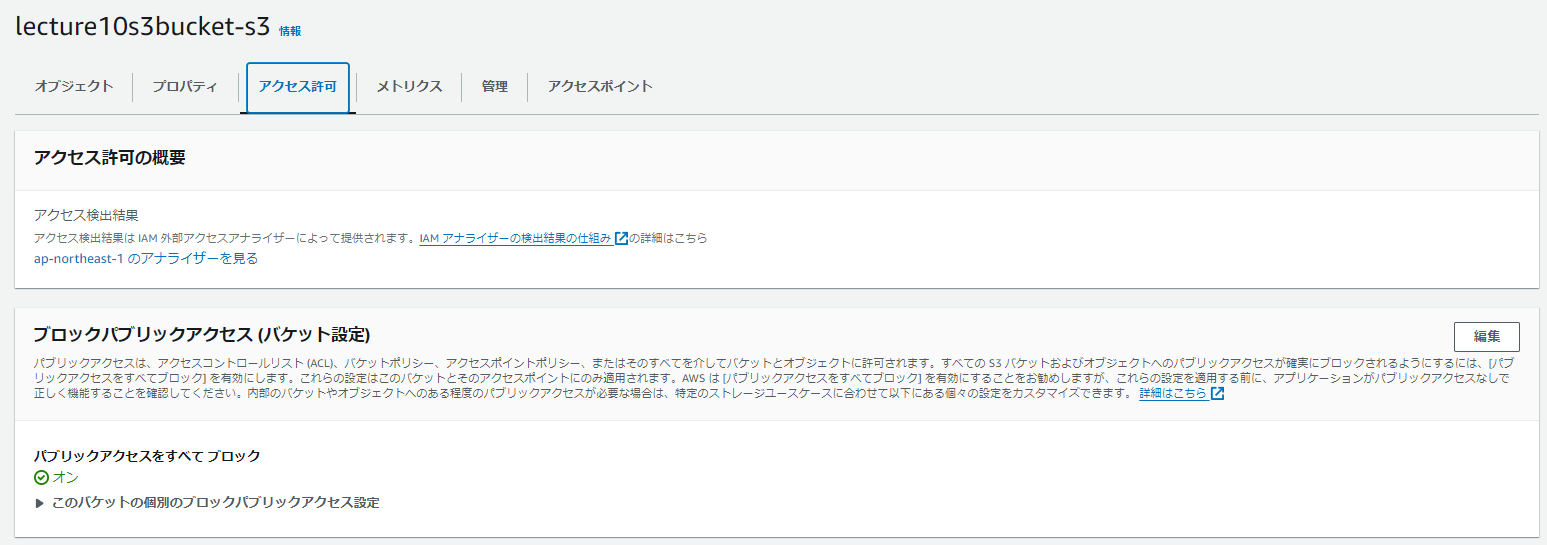 lecture10s3bucket-s3 情報
オブジェクト プロパティ アクセス許可 メトリクス 管理 アクセスポイント
アクセス許可の概要
アクセス検出結果
アクセス検出結果は IAM 外部アクセスアナライザーによって提供されます。IAM アナライザーの検出結果の仕組み の詳細はこちら
ap-northeast-1 のアナライザーを見る
ブロックパブリックアクセス (バケット設定) 編集
パブリックアクセスは、アクセスコントロールリスト (ACL)、バケットポリシー、アクセスポイントポリシー、またはそのすべてを介してバケットとオブジェクトに許可されます。すべての S3 バケットおよびオブジェクトへのパブリックアクセスが確実にブロックされるようにするには、[パブ
リックアクセスをすべてブロック] を有効にします。これらの設定はこのバケットとそのアクセスポイントにのみ適用されます。AWS は [パブリックアクセスをすべてブロック] を有効にすることをお勧めしますが、これらの設定を適用する前に、アプリケーションがパブリックアクセスなしで
正しく機能することを確認してください。内部のバケットやオブジェクトへのある程度のパブリックアクセスが必要な場合は、特定のストレージユースケースに合わせて以下にある個々の設定をカスタマイズできます。 詳細はこちら
パブリックアクセスをすべて ブロック
オン
このバケットの個別のブロックパブリックアクセス設定